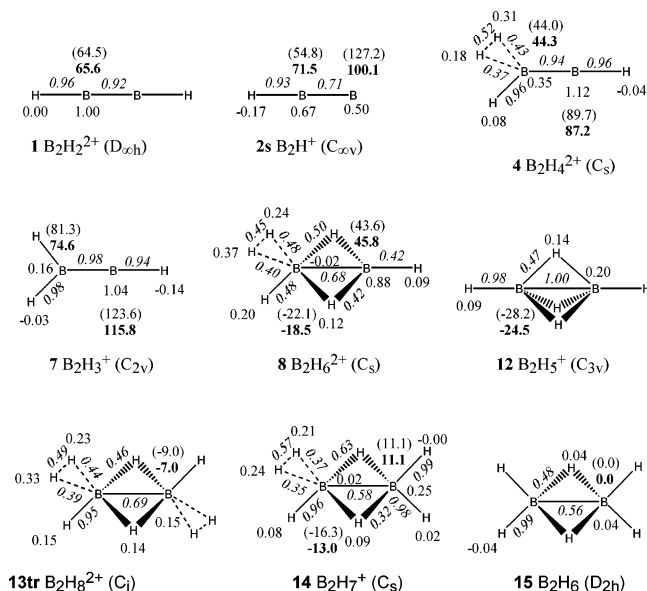 (64.5)
65.6
0.96 0.92
H B B H
0.00 1.00
1 B2H2 2+ (D∞h)
(54.8) (127.2)
71.5 100.1
0.93 0.71
H B B
-0.17 0.67 0.50
2s B2H+ (C∞v)
0.31
0.52 H 0.43 (44.0)
0.18 H 44.3
0.37 0.94 0.96
B B H
0.96 0.35 1.12 -0.04
H (89.7)
0.08 87.2
4 B2H4 2+ (Cs)
H (81.3)
74.6
0.98 0.94
0.16 B B H
0.98 1.04 -0.14
H
-0.03 (123.6)
115.8
7 B2H3+ (C2v)
0.24
0.45 H 0.48 0.50 H (43.6)
0.37 H 45.8
0.40 -0.02 0.42
B B H
0.48 0.68 0.88 0.09
H H 0.42
0.20 (-22.1) 0.12
-18.5
8 B2H6 2+ (Cs)
H
0.47 0.14
0.98 1.00 0.20
H B B H
0.09 (-28.2) H
-24.5 H
12 B2H5+ (C3v)
0.23
0.49 H 0.44 0.46 H (-9.0) H
0.33 H -7.0
0.39
B 0.69 B
0.95 0.15 H
H H H
0.15 0.14
13tr B2H8 2+ (Ci)
0.21
0.57 H 0.37 0.63 H (11.1) -0.00
0.24 H 11.1 H
0.35 0.02 0.99
B 0.58 B 0.25
0.96 0.32 0.98
H H H
0.08 (-16.3) 0.09 0.02
-13.0
14 B2H7+ (Cs)
0.04 (0.0)
H H 0.0 H
0.48
B 0.56 B
0.99 0.04
H H H
-0.04
15 B2H6 (D2h)